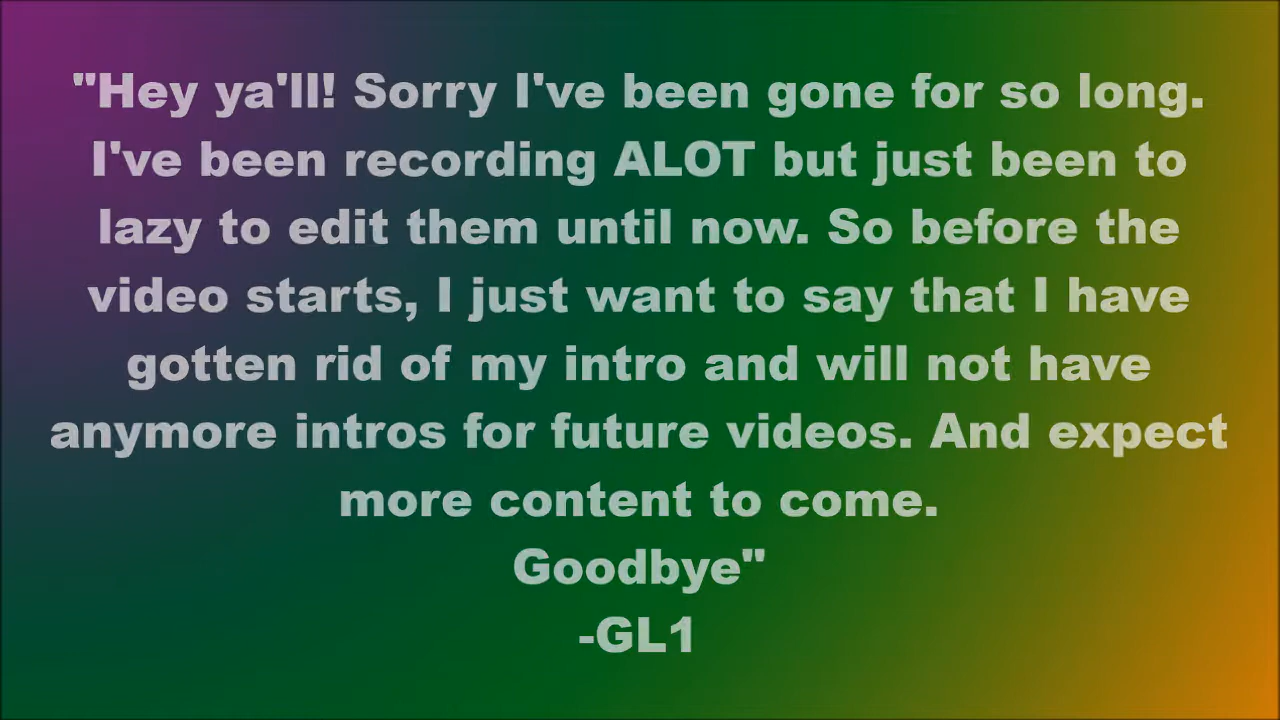 "Hey ya'll! Sorry I've been gone for so long.
I've been recording ALOT but just been to
lazy to edit them until now. So before the
video starts, I just want to say that I have
gotten rid of my intro and will not have
anymore intros for future videos. And expect
more content to come.
Goodbye"
-GL1